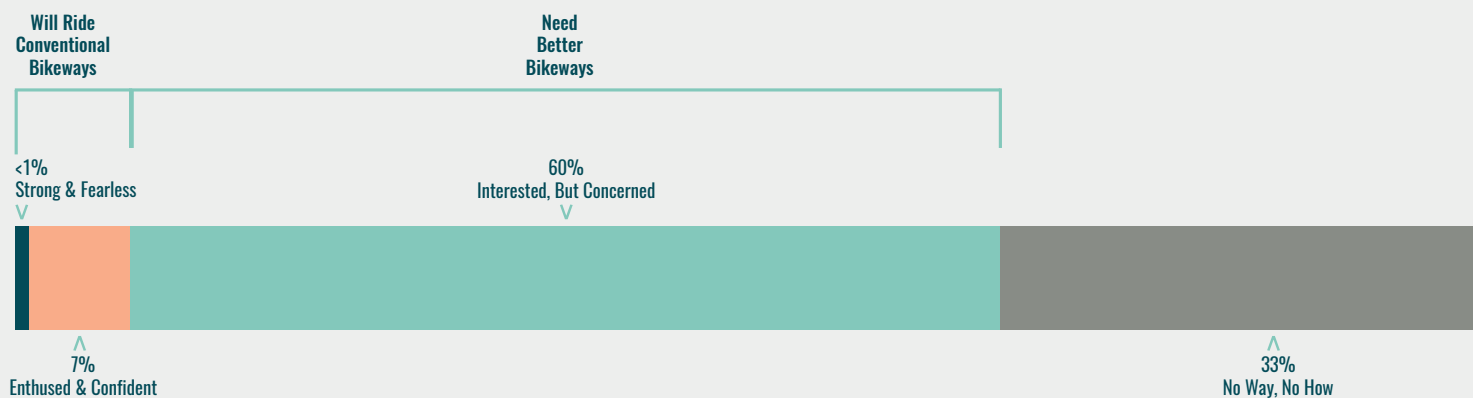 Will Ride
Conventional
Bikeways
Need
Better
Bikeways
<1%
Strong & Fearless
60%
Interested, But Concerned
7%
Enthused & Confident
33%
No Way, No How